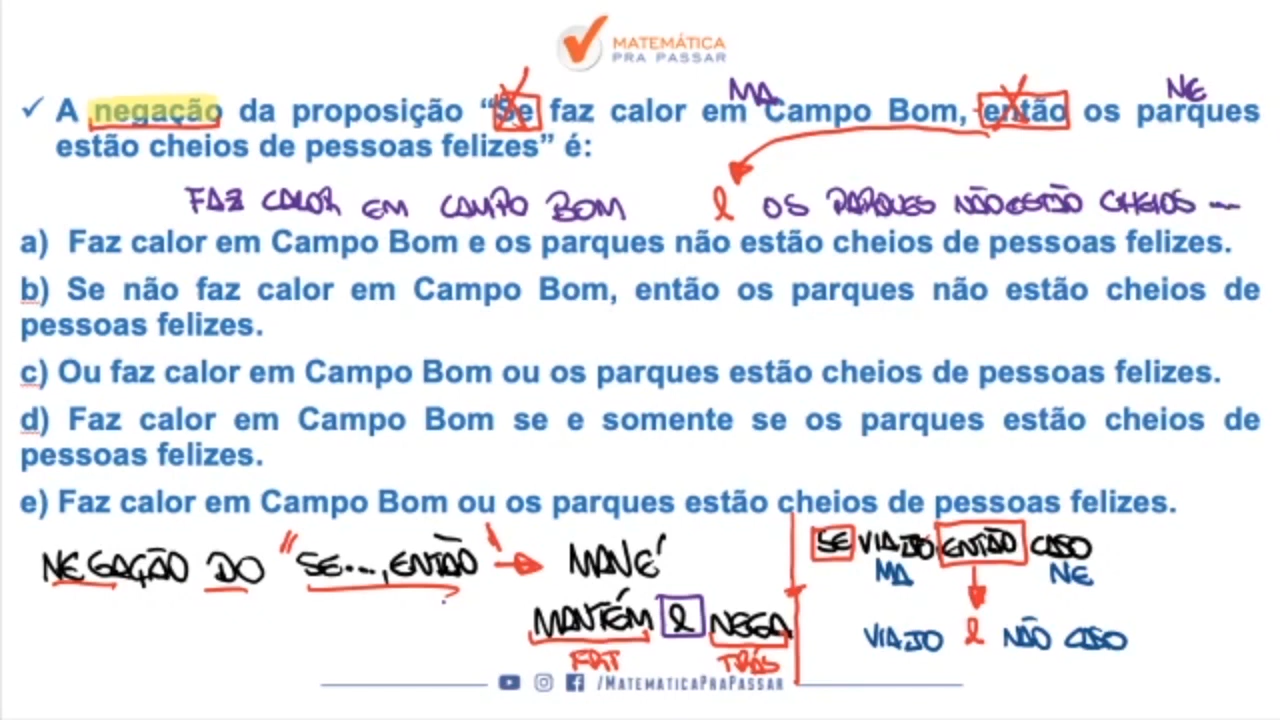 MATEMÁTICA
PRA PASSAR
MA NE
✓ A negação da proposição “Se faz calor em Campo Bom, então os parques
estão cheios de pessoas felizes” é:
FAZ CALOR EM CAMPO BOM e OS PARQUES NÃO ESTÃO CHEIOS ...
a) Faz calor em Campo Bom e os parques não estão cheios de pessoas felizes.
b) Se não faz calor em Campo Bom, então os parques não estão cheios de
pessoas felizes.
c) Ou faz calor em Campo Bom ou os parques estão cheios de pessoas felizes.
d) Faz calor em Campo Bom se e somente se os parques estão cheios de
pessoas felizes.
e) Faz calor em Campo Bom ou os parques estão cheios de pessoas felizes.
NEGAÇÃO DO "SE..., ENTÃO" → MANÉ
SE VIAJO ENTÃO CASO
MA NE
MANTÉM e NEGA
VIAJO e NÃO CASO
FRT TRÁS
/MATEMATICAPRAPASSAR